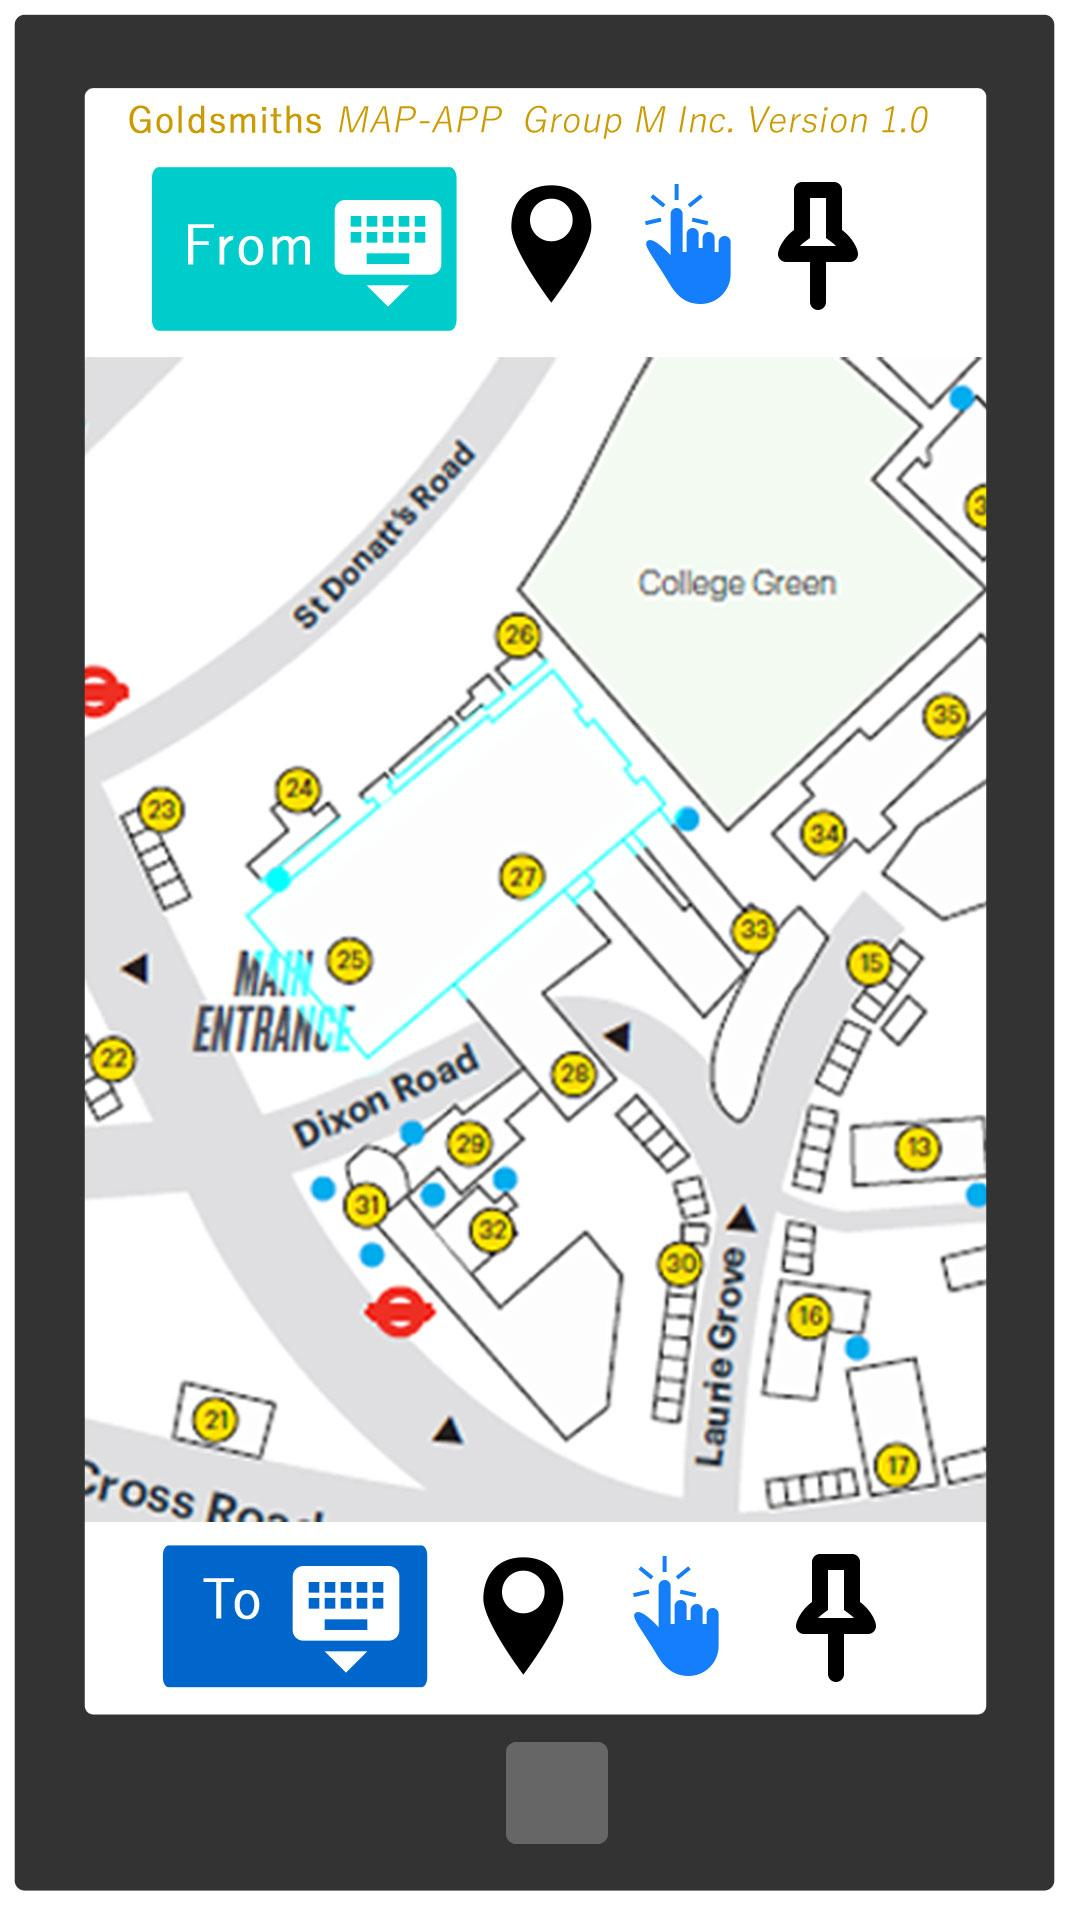 Goldsmiths MAP-APP Group M Inc. Version 1.0
From
St Donatt's Road
College Green
26
35
24
23
34
27
33
25
15
MAIN
ENTRANCE
22
28
Dixon Road
29
13
31
32
30
16
Laurie Grove
21
17
Cross Road
To